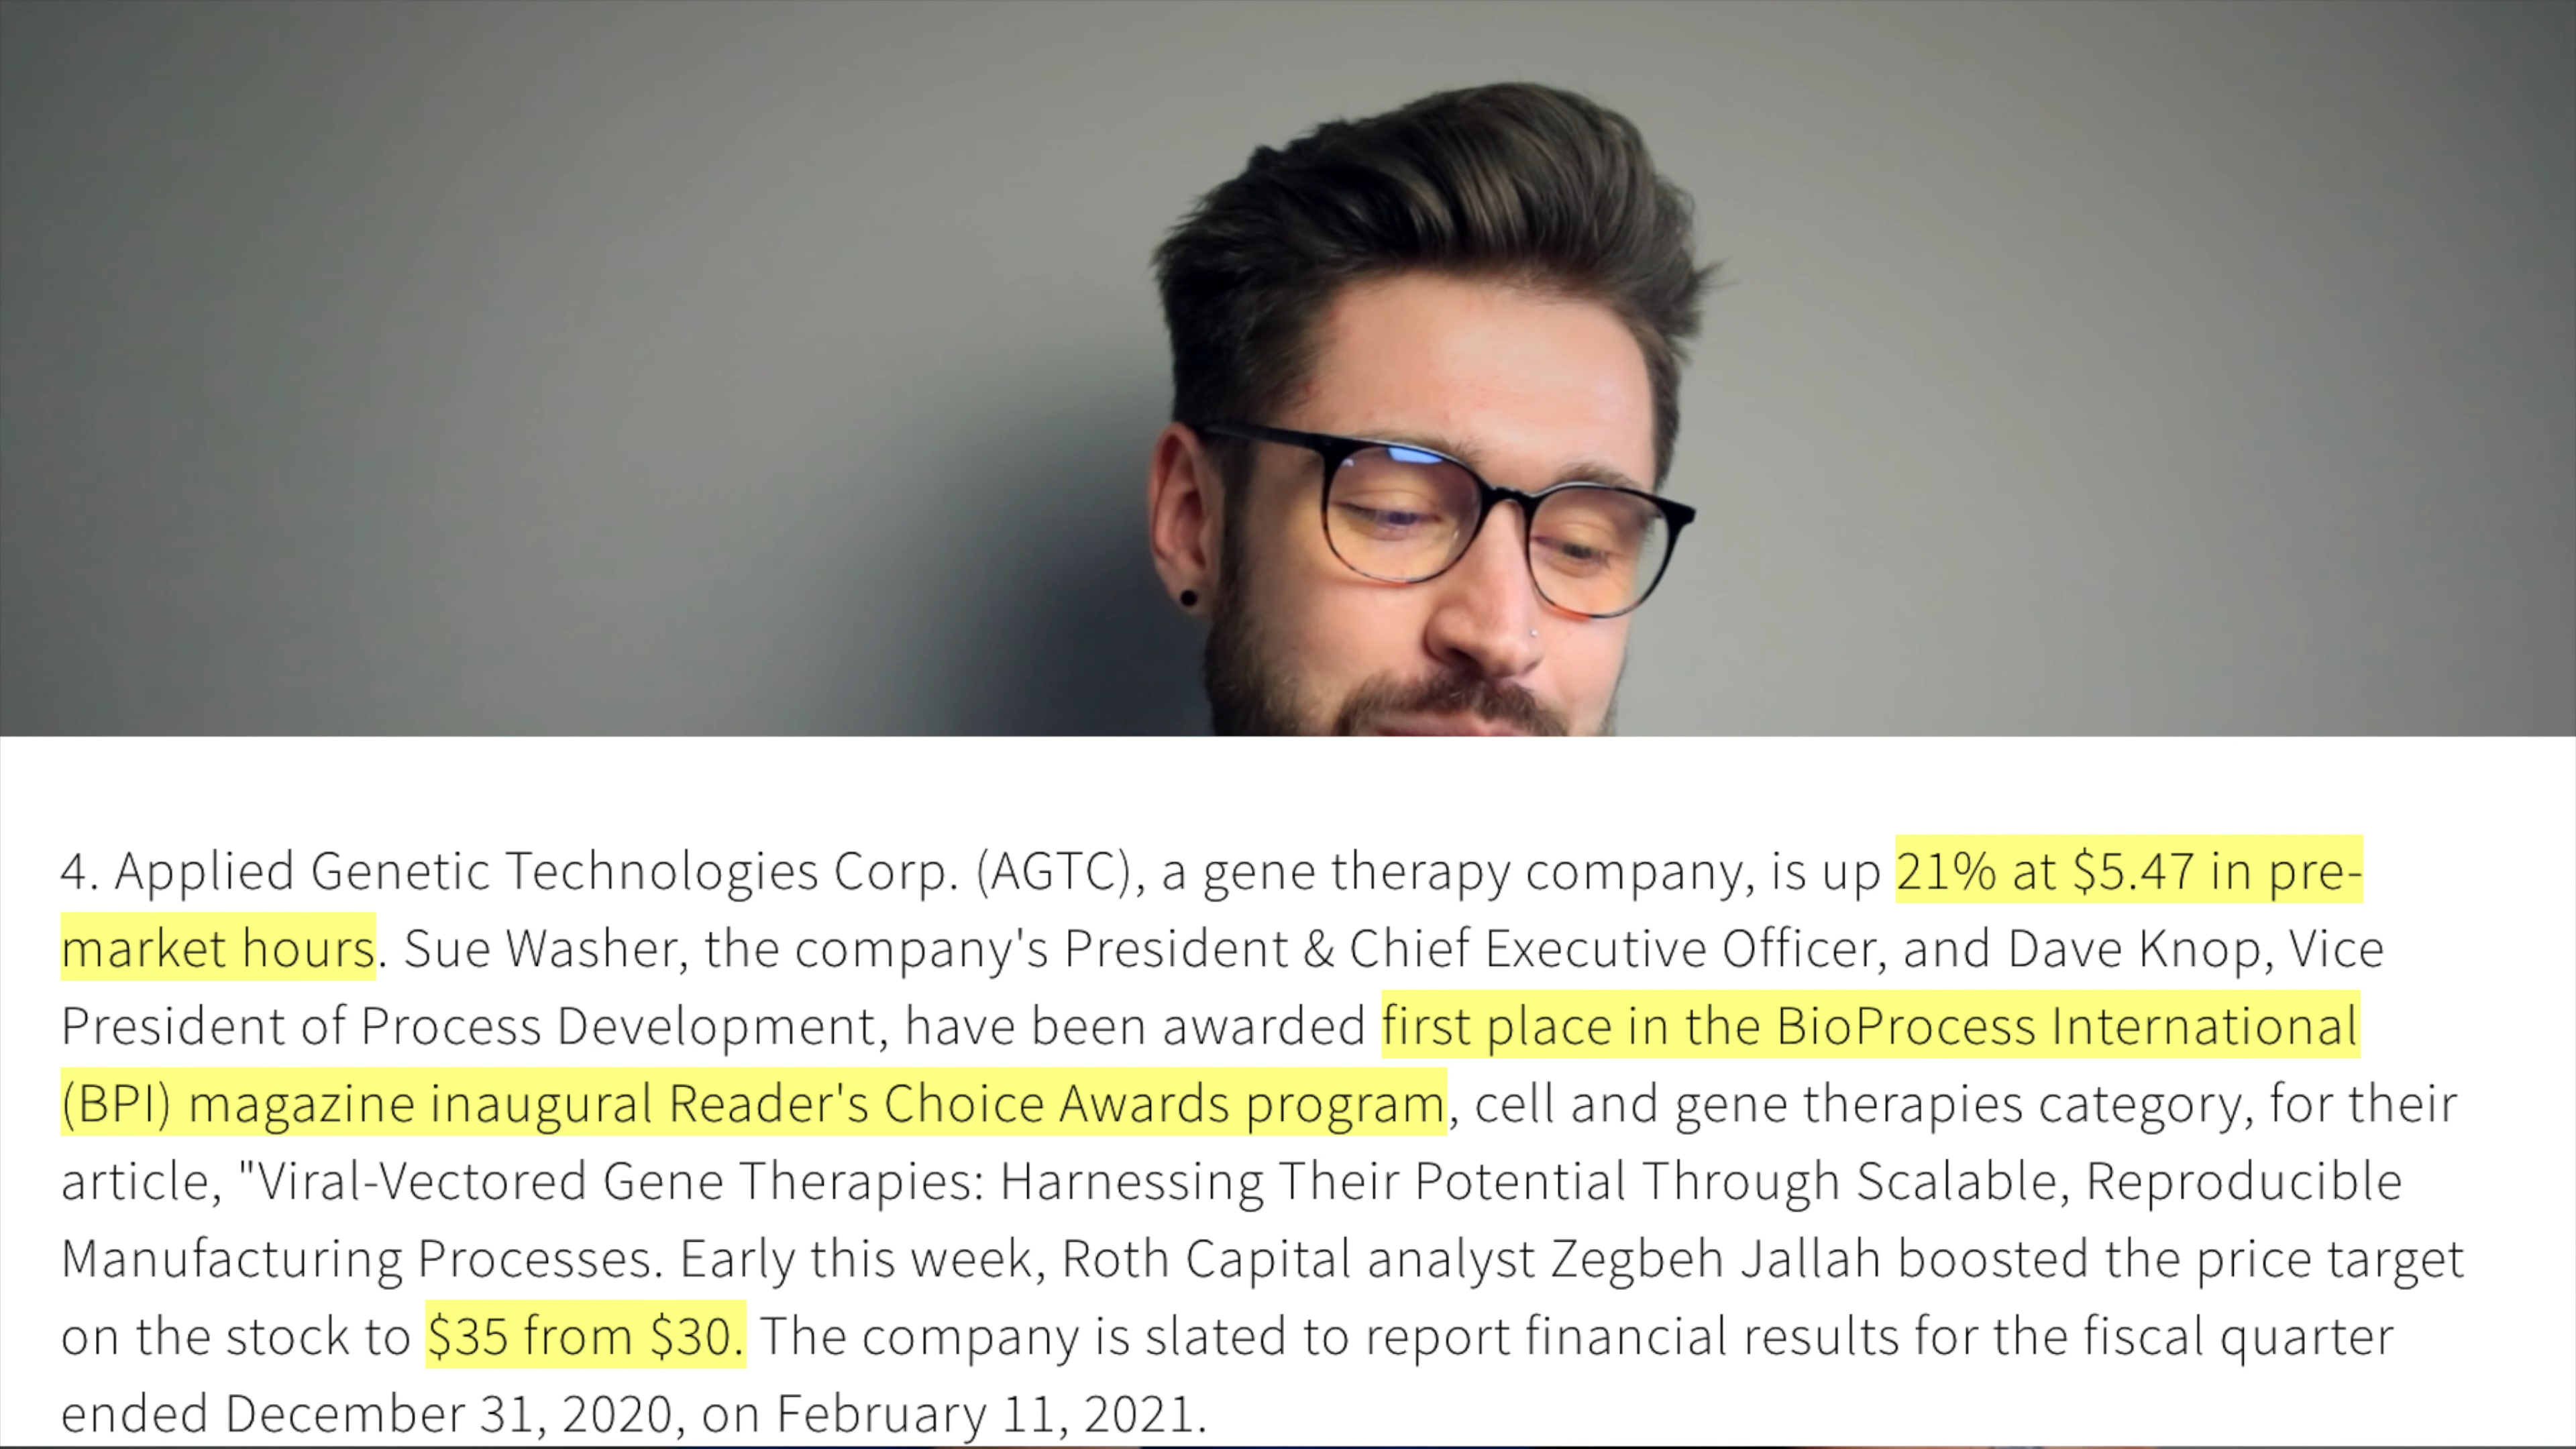 4. Applied Genetic Technologies Corp. (AGTC), a gene therapy company, is up 21% at $5.47 in pre-
market hours. Sue Washer, the company's President & Chief Executive Officer, and Dave Knop, Vice
President of Process Development, have been awarded first place in the BioProcess International
(BPI) magazine inaugural Reader's Choice Awards program, cell and gene therapies category, for their
article, "Viral-Vectored Gene Therapies: Harnessing Their Potential Through Scalable, Reproducible
Manufacturing Processes. Early this week, Roth Capital analyst Zegbeh Jallah boosted the price target
on the stock to $35 from $30. The company is slated to report financial results for the fiscal quarter
ended December 31, 2020, on February 11, 2021.